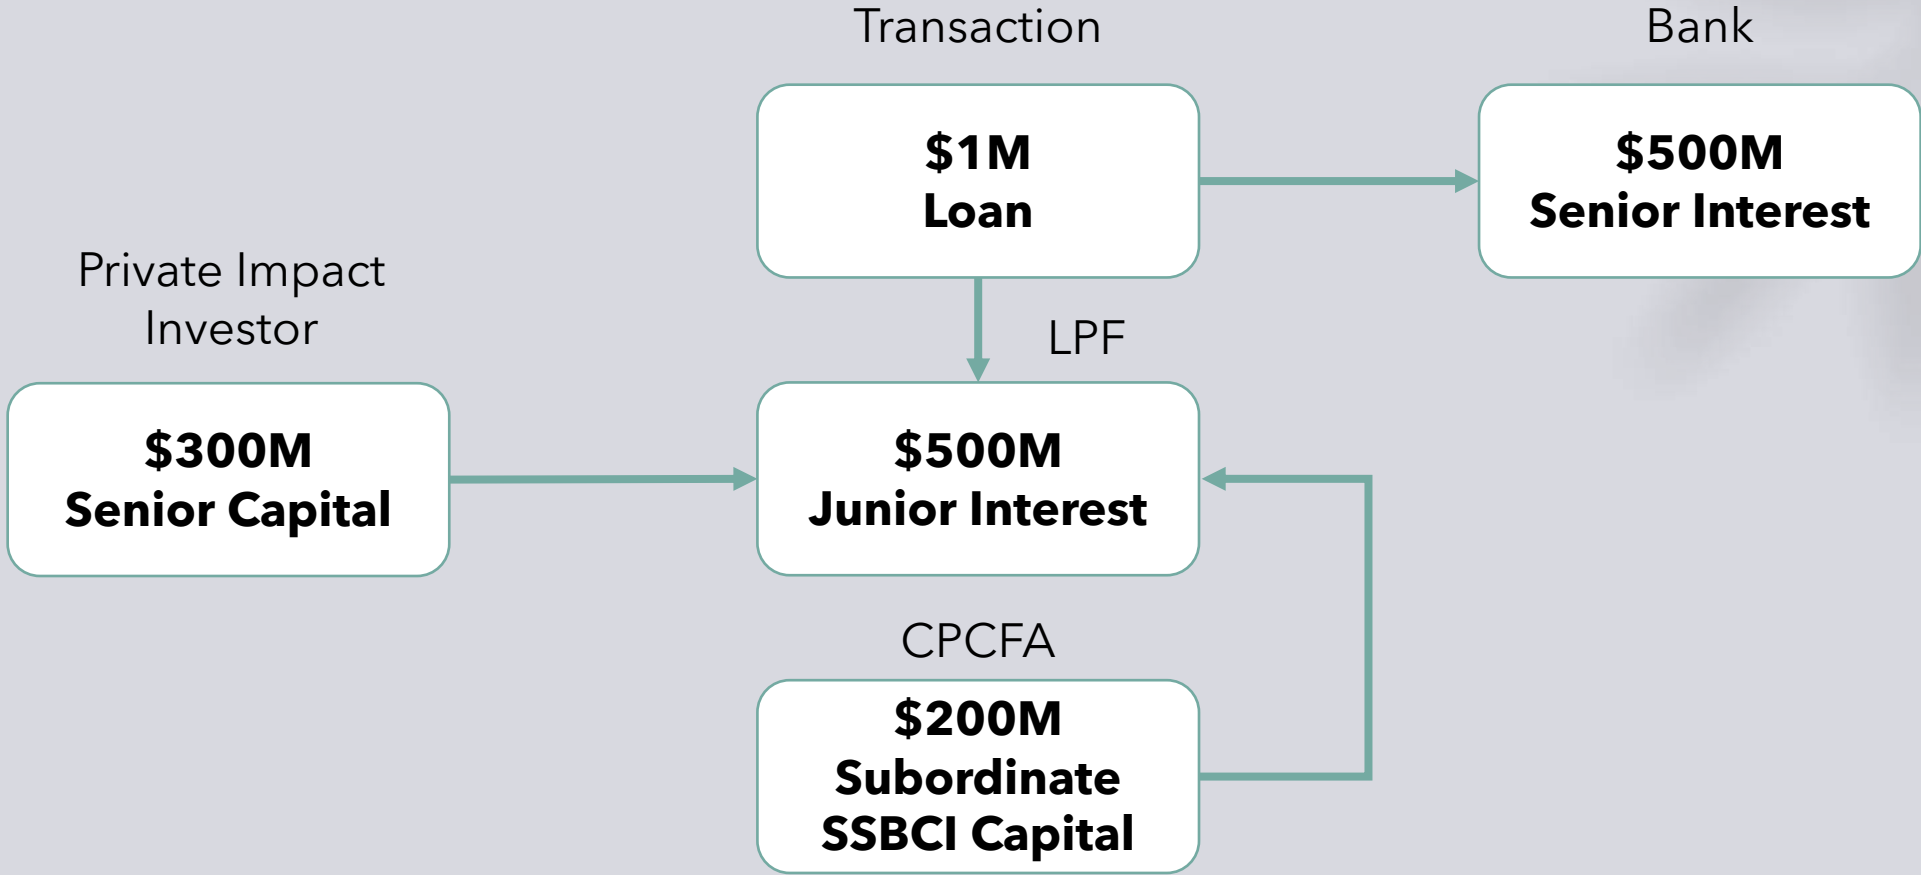 Transaction
Bank
$1M
Loan
$500M
Senior Interest
Private Impact
Investor
LPF
$300M
Senior Capital
$500M
Junior Interest
CPCFA
$200M
Subordinate
SSBCI Capital